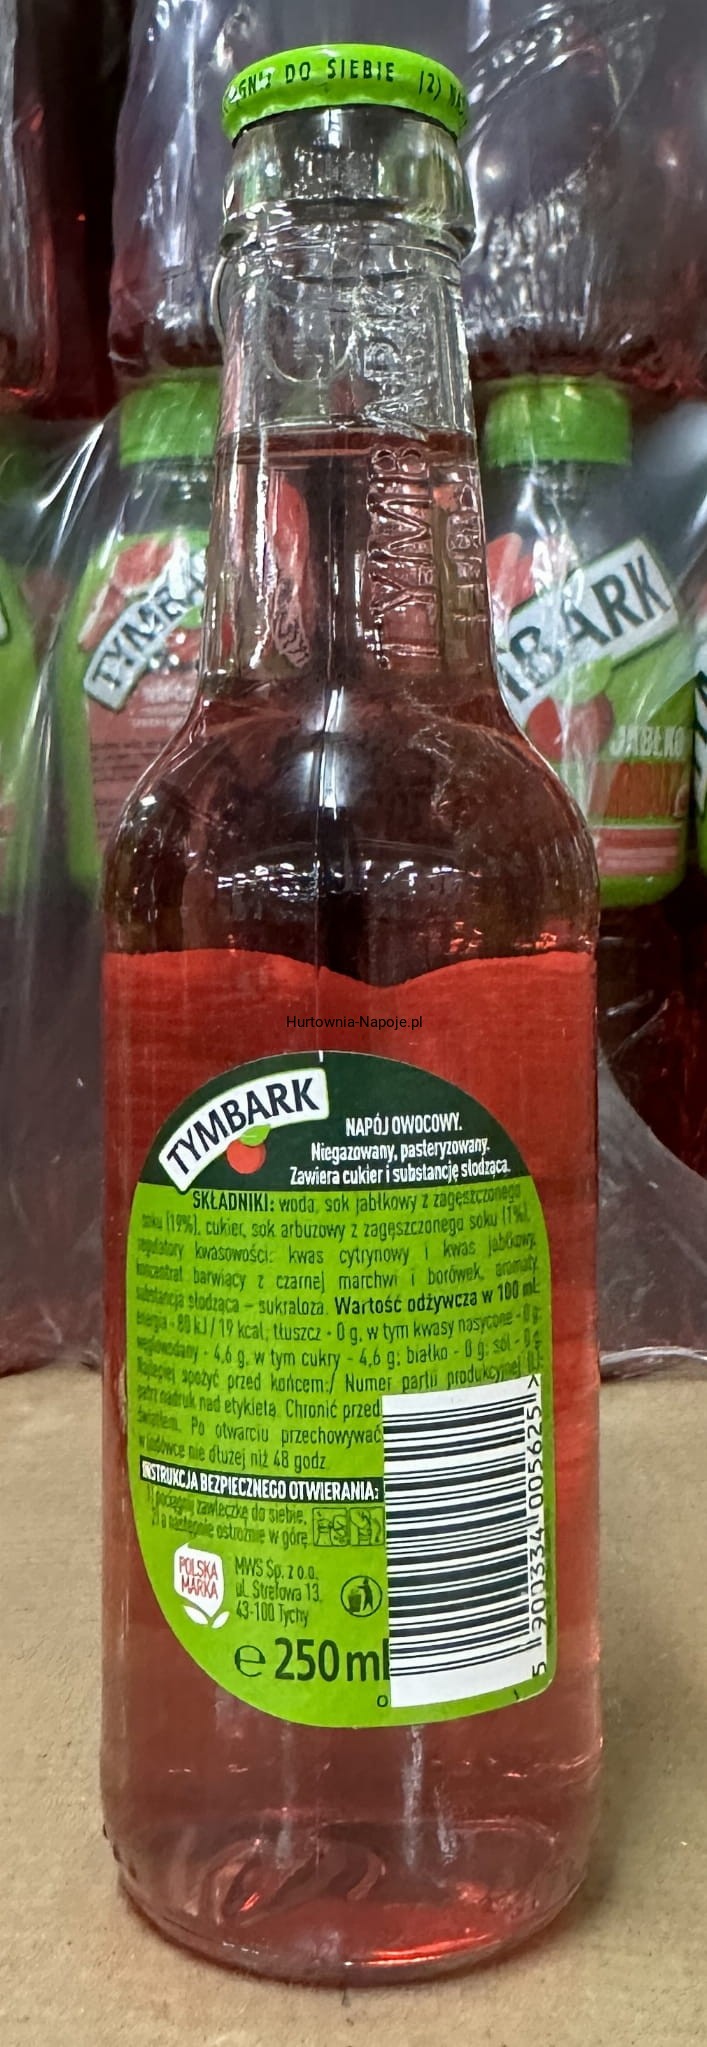 DO SIEBIE (2)
TYMBARK
TYMBARK
JABŁKO
Hurtownia-Napoje.pl
TYMBARK
NAPÓJ OWOCOWY.
Niegazowany, pasteryzowany.
Zawiera cukier i substancję słodzącą.
SKŁADNIKI: woda, sok jabłkowy z zagęszczonego
soku (19%), cukier, sok arbuzowy z zagęszczonego soku (1%),
regulatory kwasowości: kwas cytrynowy i kwas jabłkowy,
koncentrat barwiący z czarnej marchwi i borówek, aromaty,
substancja słodząca – sukraloza. Wartość odżywcza w 100 ml:
energia - 80 kJ / 19 kcal; tłuszcz - 0 g, w tym kwasy nasycone - 0 g;
węglowodany - 4,6 g, w tym cukry - 4,6 g; białko - 0 g; sól - 0 g.
Najlepiej spożyć przed końcem:/ Numer partii produkcyjnej
patrz nadruk nad etykietą. Chronić przed
światłem. Po otwarciu przechowywać
w lodówce nie dłużej niż 48 godz.
INSTRUKCJA BEZPIECZNEGO OTWIERANIA:
1) pociągnij zawleczkę do siebie,
2) a następnie ostrożnie w górę
POLSKA
MARKA
MWS Sp. z o.o.
ul. Strefowa 13,
43-100 Tychy
e 250 ml
5 900334 005625 >